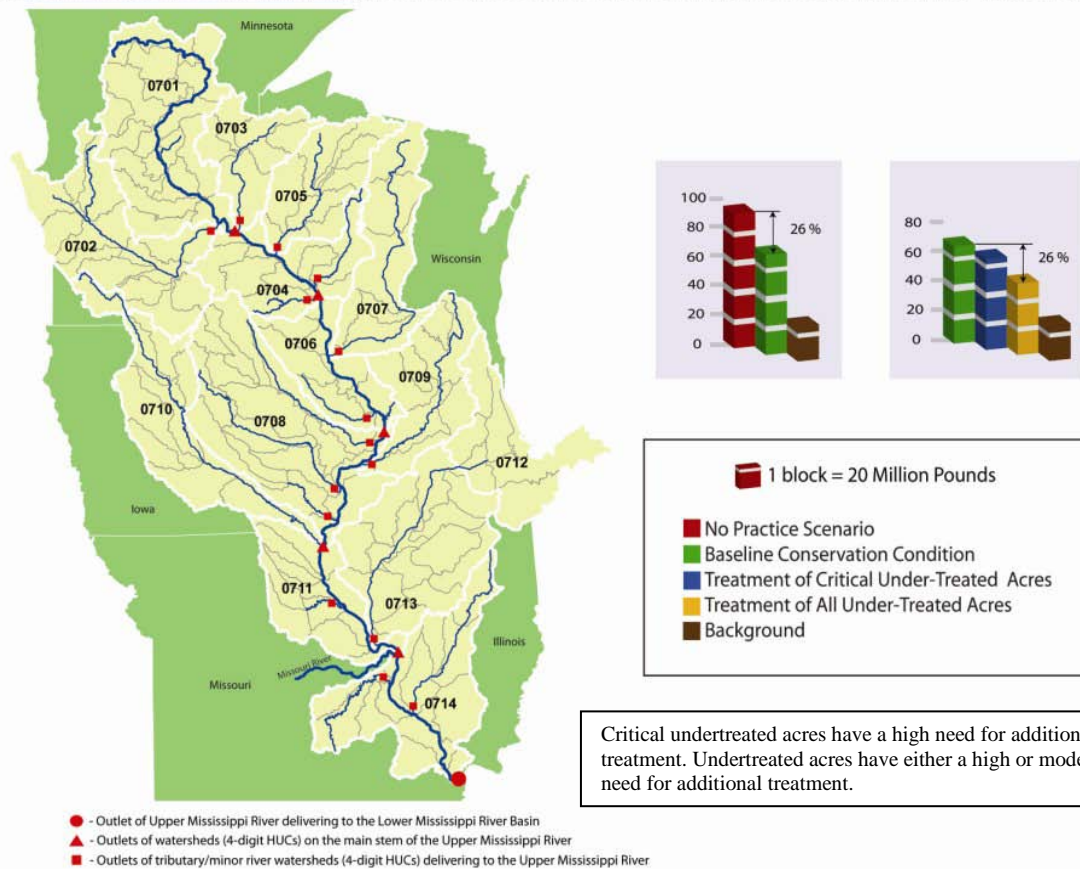 Minnesota
0701
0703
0705
0702
Wisconsin
0704
0707
0706
0709
0710
0708
0712
Iowa
0711
0713
Illinois
Missouri River
Missouri
0714
100
80
60
40
20
0
26 %
80
60
40
20
0
26 %
1 block = 20 Million Pounds
No Practice Scenario
Baseline Conservation Condition
Treatment of Critical Under-Treated Acres
Treatment of All Under-Treated Acres
Background
Critical undertreated acres have a high need for addition
treatment. Undertreated acres have either a high or mode
need for additional treatment.
- Outlet of Upper Mississippi River delivering to the Lower Mississippi River Basin
- Outlets of watersheds (4-digit HUCs) on the main stem of the Upper Mississippi River
- Outlets of tributary/minor river watersheds (4-digit HUCs) delivering to the Upper Mississippi River